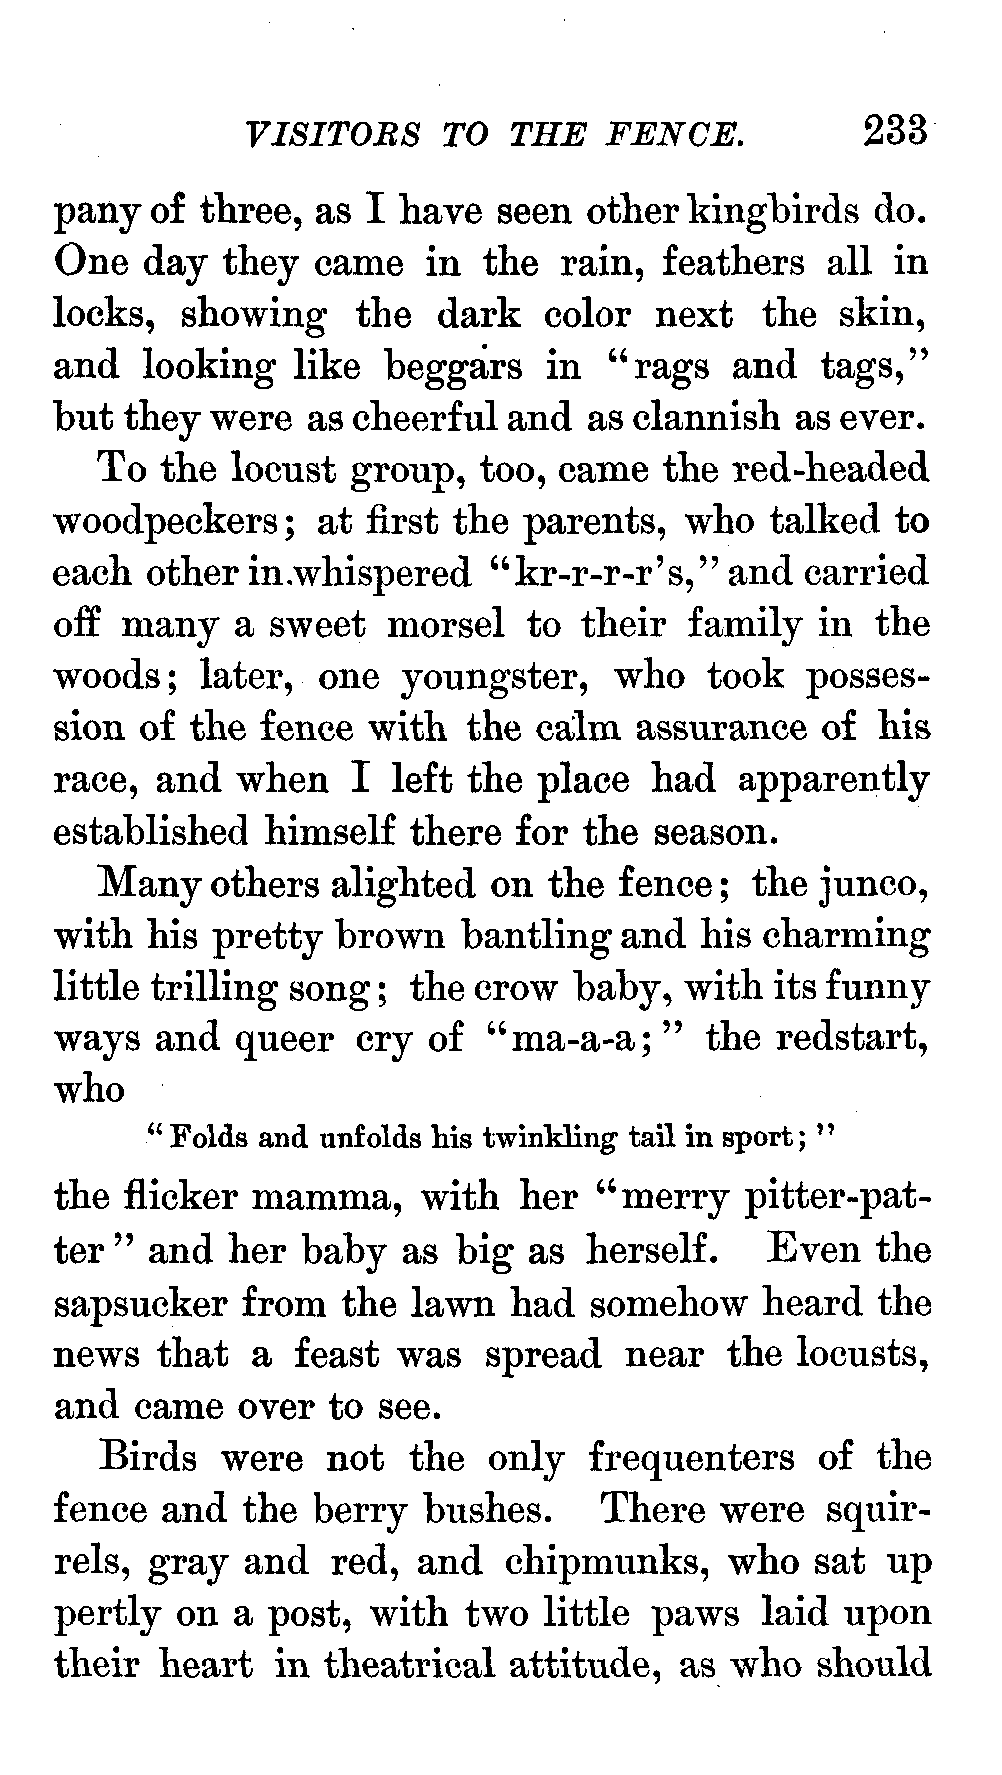 VISITORS TO THE FENCE. 233
pany of three, as I have seen other kingbirds do.
One day they came in the rain, feathers all in
locks, showing the dark color next the skin,
and looking like beggars in "rags and tags,"
but they were as cheerful and as clannish as ever.
To the locust group, too, came the red-headed
woodpeckers; at first the parents, who talked to
each other in whispered "kr-r-r-r's," and carried
off many a sweet morsel to their family in the
woods; later, one youngster, who took posses-
sion of the fence with the calm assurance of his
race, and when I left the place had apparently
established himself there for the season.
Many others alighted on the fence; the junco,
with his pretty brown bantling and his charming
little trilling song; the crow baby, with its funny
ways and queer cry of "ma-a-a;" the redstart,
who
"Folds and unfolds his twinkling tail in sport;"
the flicker mamma, with her "merry pitter-pat-
ter" and her baby as big as herself. Even the
sapsucker from the lawn had somehow heard the
news that a feast was spread near the locusts,
and came over to see.
Birds were not the only frequenters of the
fence and the berry bushes. There were squir-
rels, gray and red, and chipmunks, who sat up
pertly on a post, with two little paws laid upon
their heart in theatrical attitude, as who should